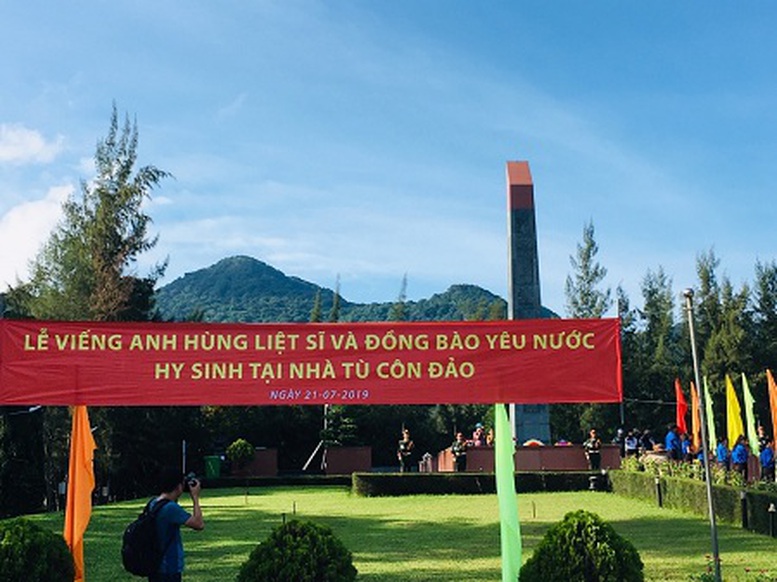 LỄ VIẾNG ANH HÙNG LIỆT SĨ VÀ ĐỒNG BÀO YÊU NƯỚC
HY SINH TẠI NHÀ TÙ CÔN ĐẢO
NGÀY 21-07-2019